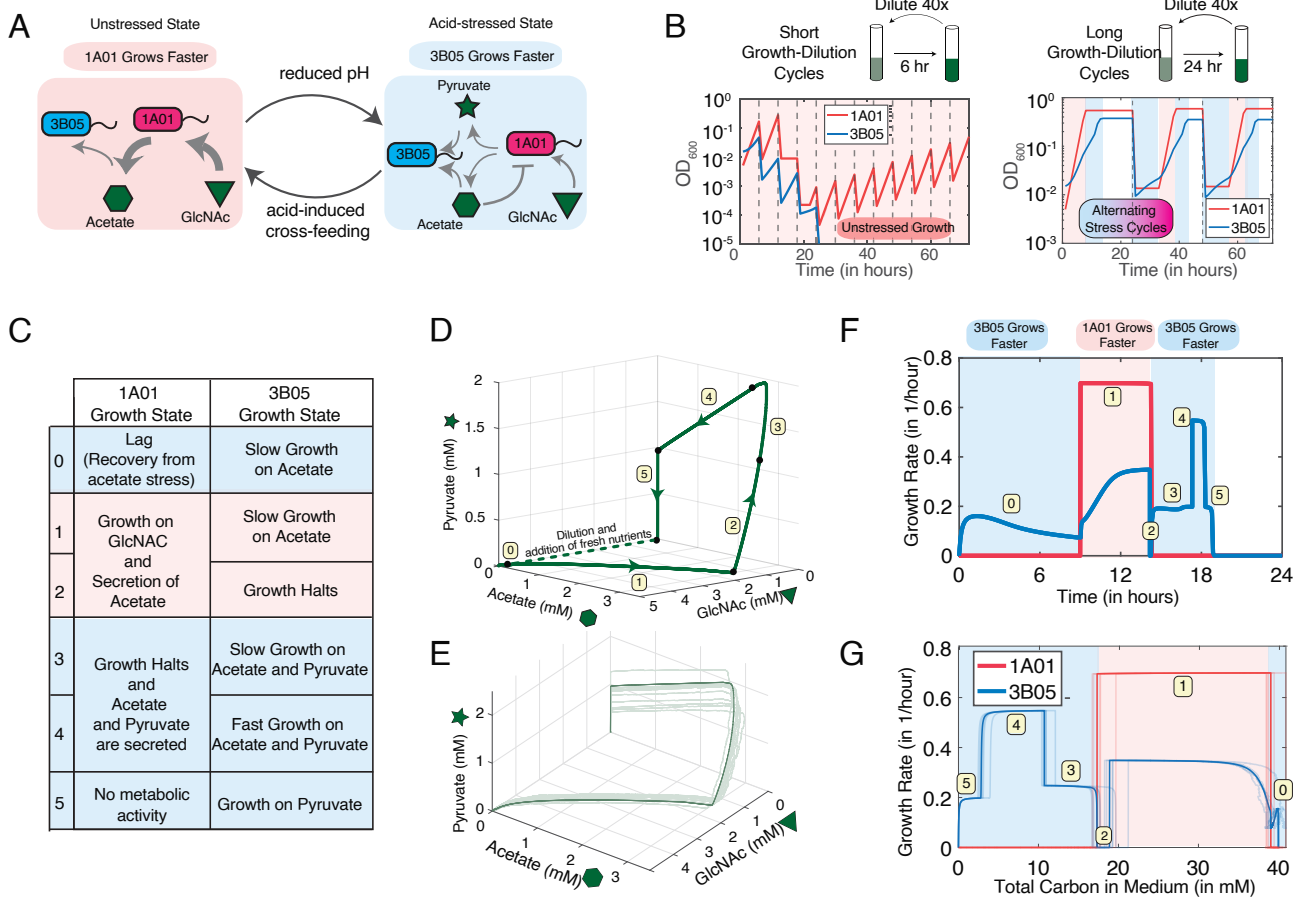 A
Unstressed State
1A01 Grows Faster
3B05
1A01
Acetate
GlcNAc
reduced pH
acid-induced
cross-feeding
Acid-stressed State
3B05 Grows Faster
Pyruvate
3B05
1A01
Acetate
GlcNAc
B
Short
Growth-Dilution
Cycles
Dilute 40x
6 hr
Long
Growth-Dilution
Cycles
Dilute 40x
24 hr
OD600
10^0
10^-1
10^-2
10^-3
10^-4
10^-5
1A01
3B05
Unstressed Growth
0 20 40 60
Time (in hours)
OD600
10^0
10^-1
10^-2
10^-3
Alternating
Stress Cycles
1A01
3B05
0 20 40 60
Time (in hours)
C
1A01
Growth State
3B05
Growth State
0
Lag
(Recovery from
acetate stress)
Slow Growth
on Acetate
1
2
Growth on
GlcNAC
and
Secretion of
Acetate
Slow Growth
on Acetate
Growth Halts
3
4
Growth Halts
and
Acetate
and Pyruvate
are secreted
Slow Growth on
Acetate and Pyruvate
Fast Growth on
Acetate and Pyruvate
5
No metabolic
activity
Growth on Pyruvate
D
Pyruvate (mM)
2
1.5
1
0.5
0
4
3
5
2
0
1
Dilution and
addition of fresh nutrients
0 1 2 3
Acetate (mM)
5 4 3 2 1 0
GlcNAc (mM)
E
Pyruvate (mM)
2
1
0
0 1 2 3
Acetate (mM)
4 3 2 1 0
GlcNAc (mM)
F
3B05 Grows
Faster
1A01 Grows
Faster
3B05 Grows
Faster
Growth Rate (in 1/hour)
0.8
0.6
0.4
0.2
0
0
1
2
3
4
5
0 6 12 18 24
Time (in hours)
G
Growth Rate (in 1/hour)
0.8
0.6
0.4
0.2
0
1A01
3B05
5
4
3
2
1
0
0 10 20 30 40
Total Carbon in Medium (in mM)